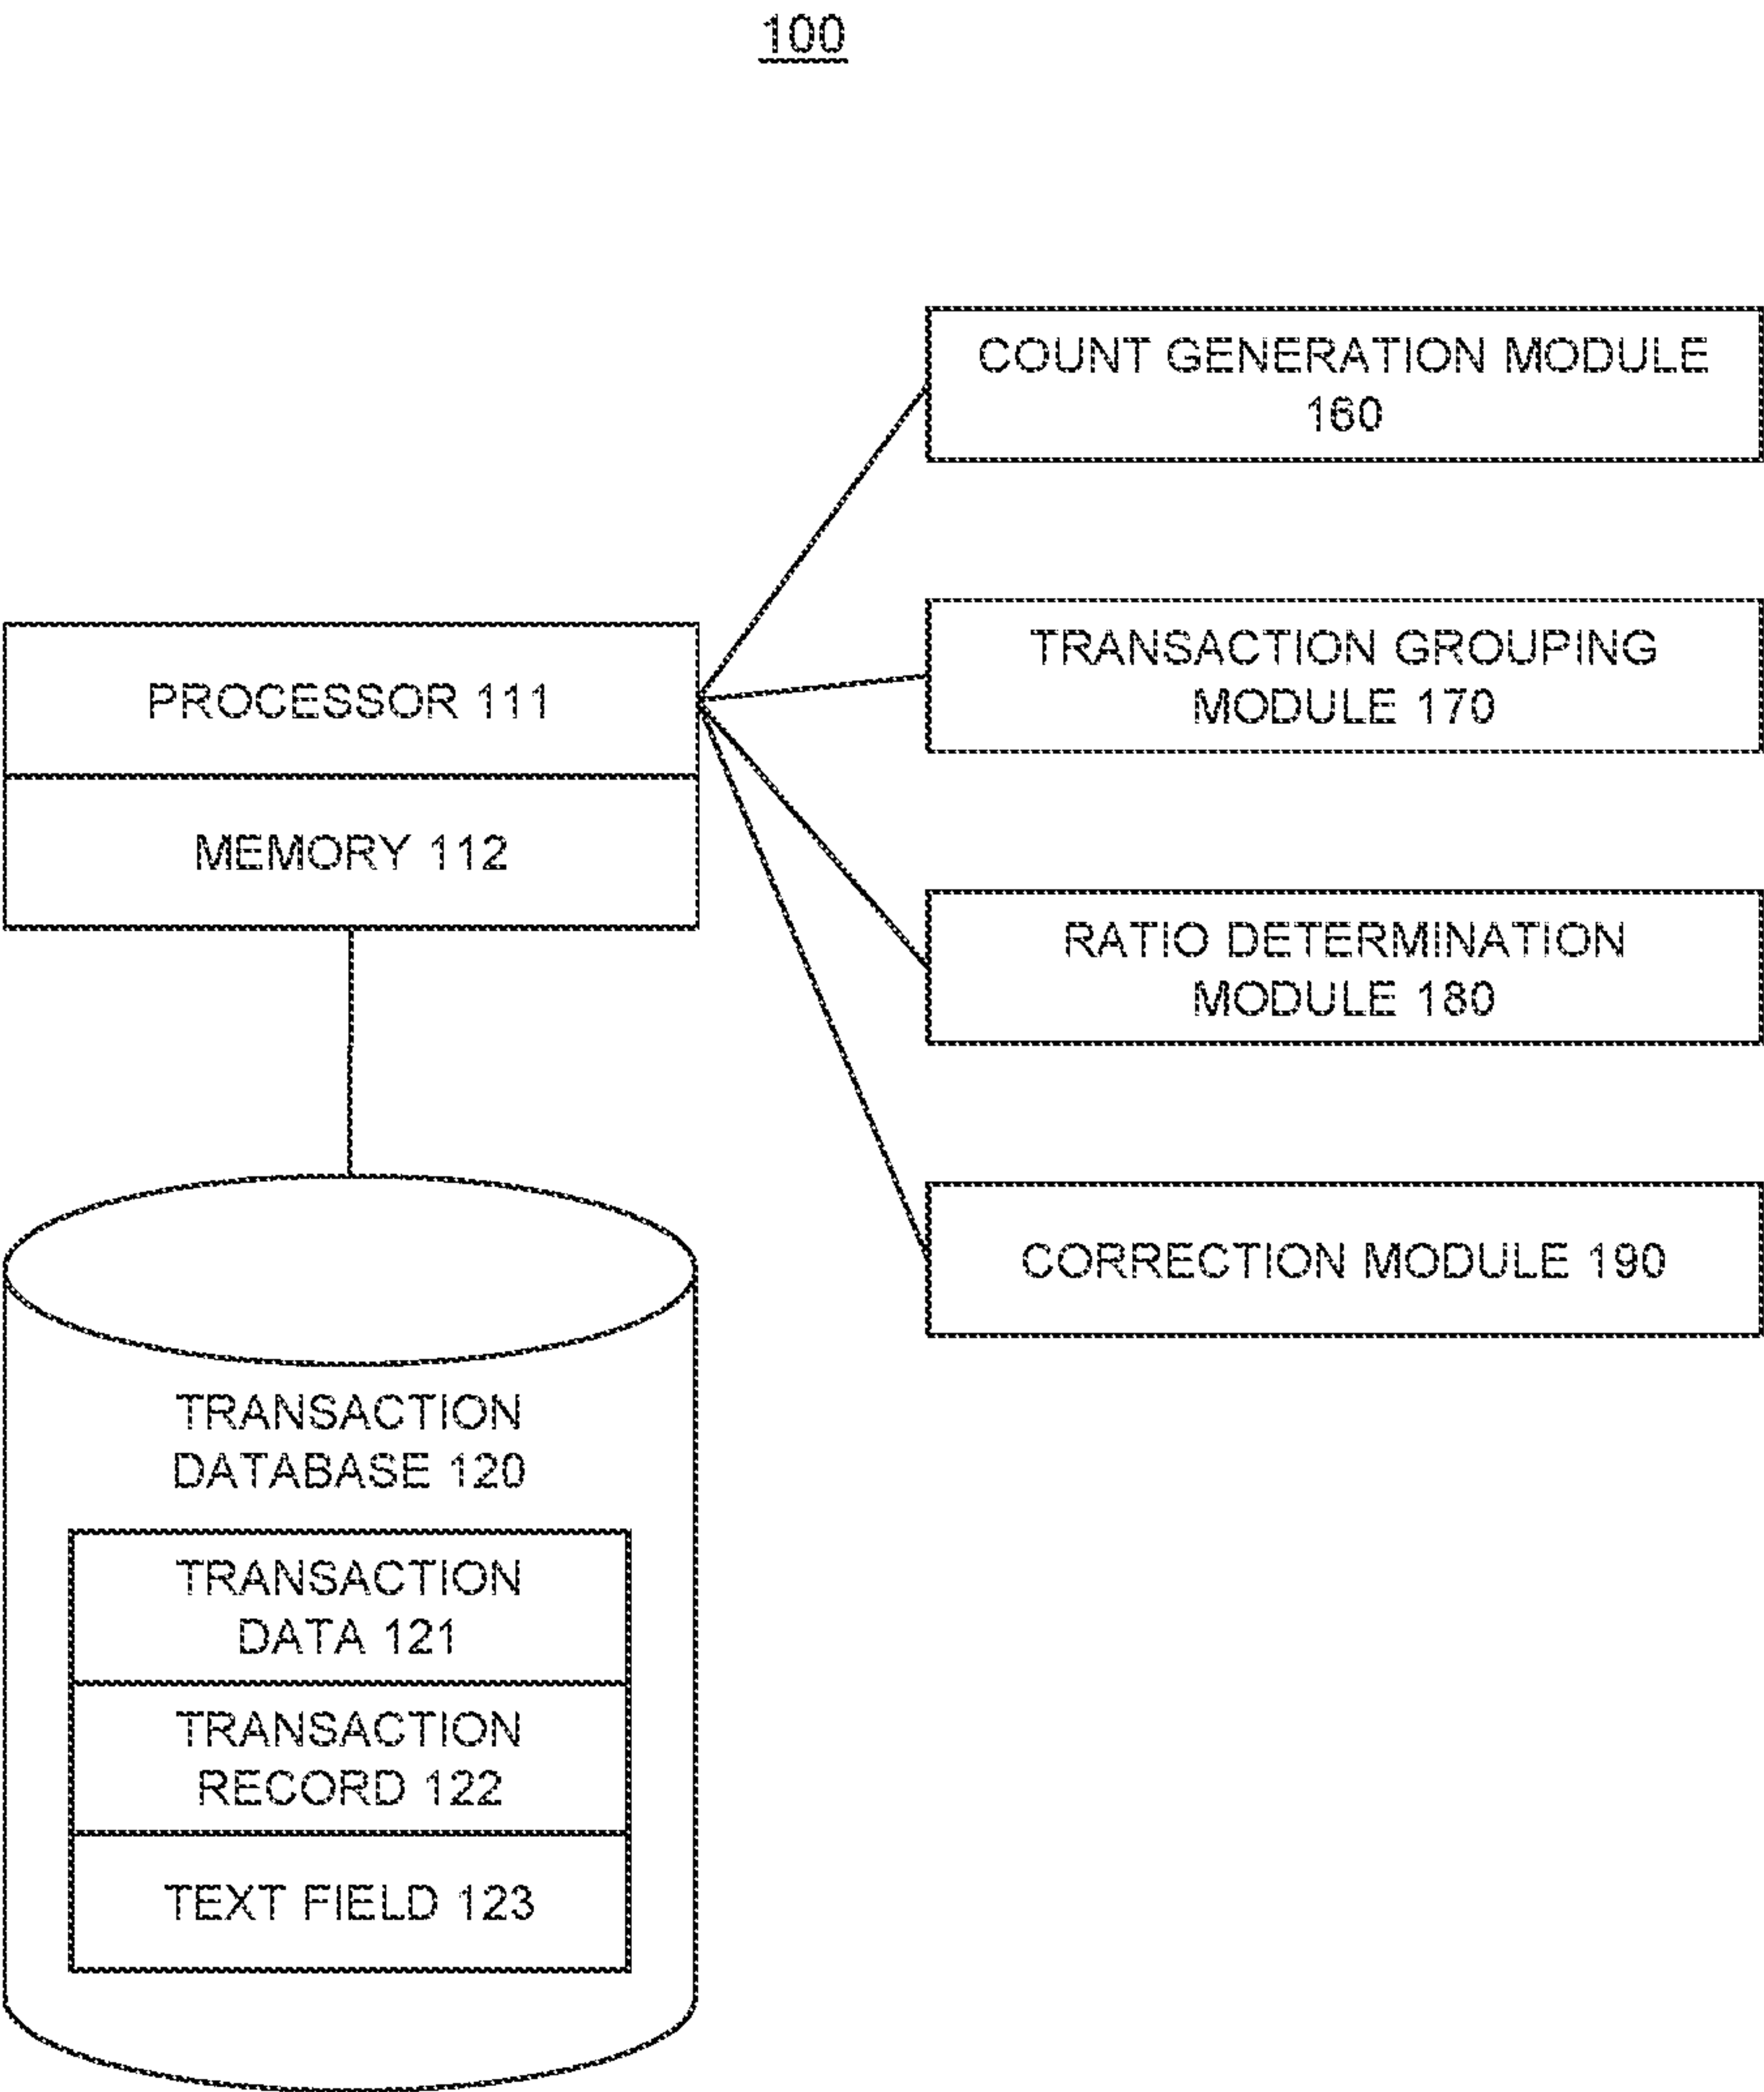 100
COUNT GENERATION MODULE
160
TRANSACTION GROUPING
MODULE 170
PROCESSOR 111
MEMORY 112
RATIO DETERMINATION
MODULE 180
CORRECTION MODULE 190
TRANSACTION
DATABASE 120
TRANSACTION
DATA 121
TRANSACTION
RECORD 122
TEXT FIELD 123